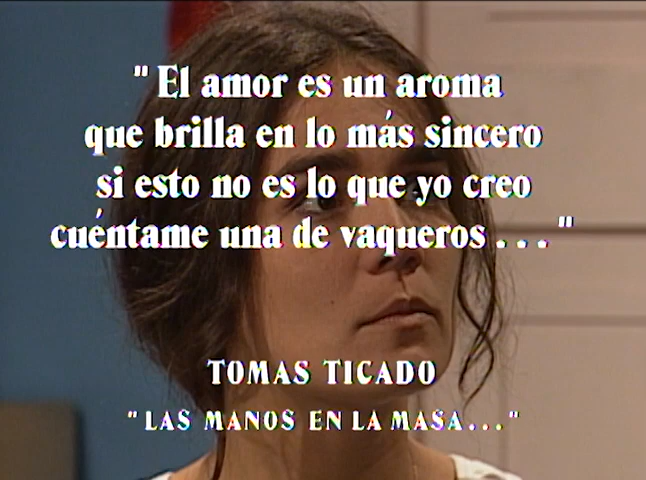 "El amor es un aroma
que brilla en lo más sincero
si esto no es lo que yo creo
cuéntame una de vaqueros..."
TOMAS TICADO
"LAS MANOS EN LA MASA..."